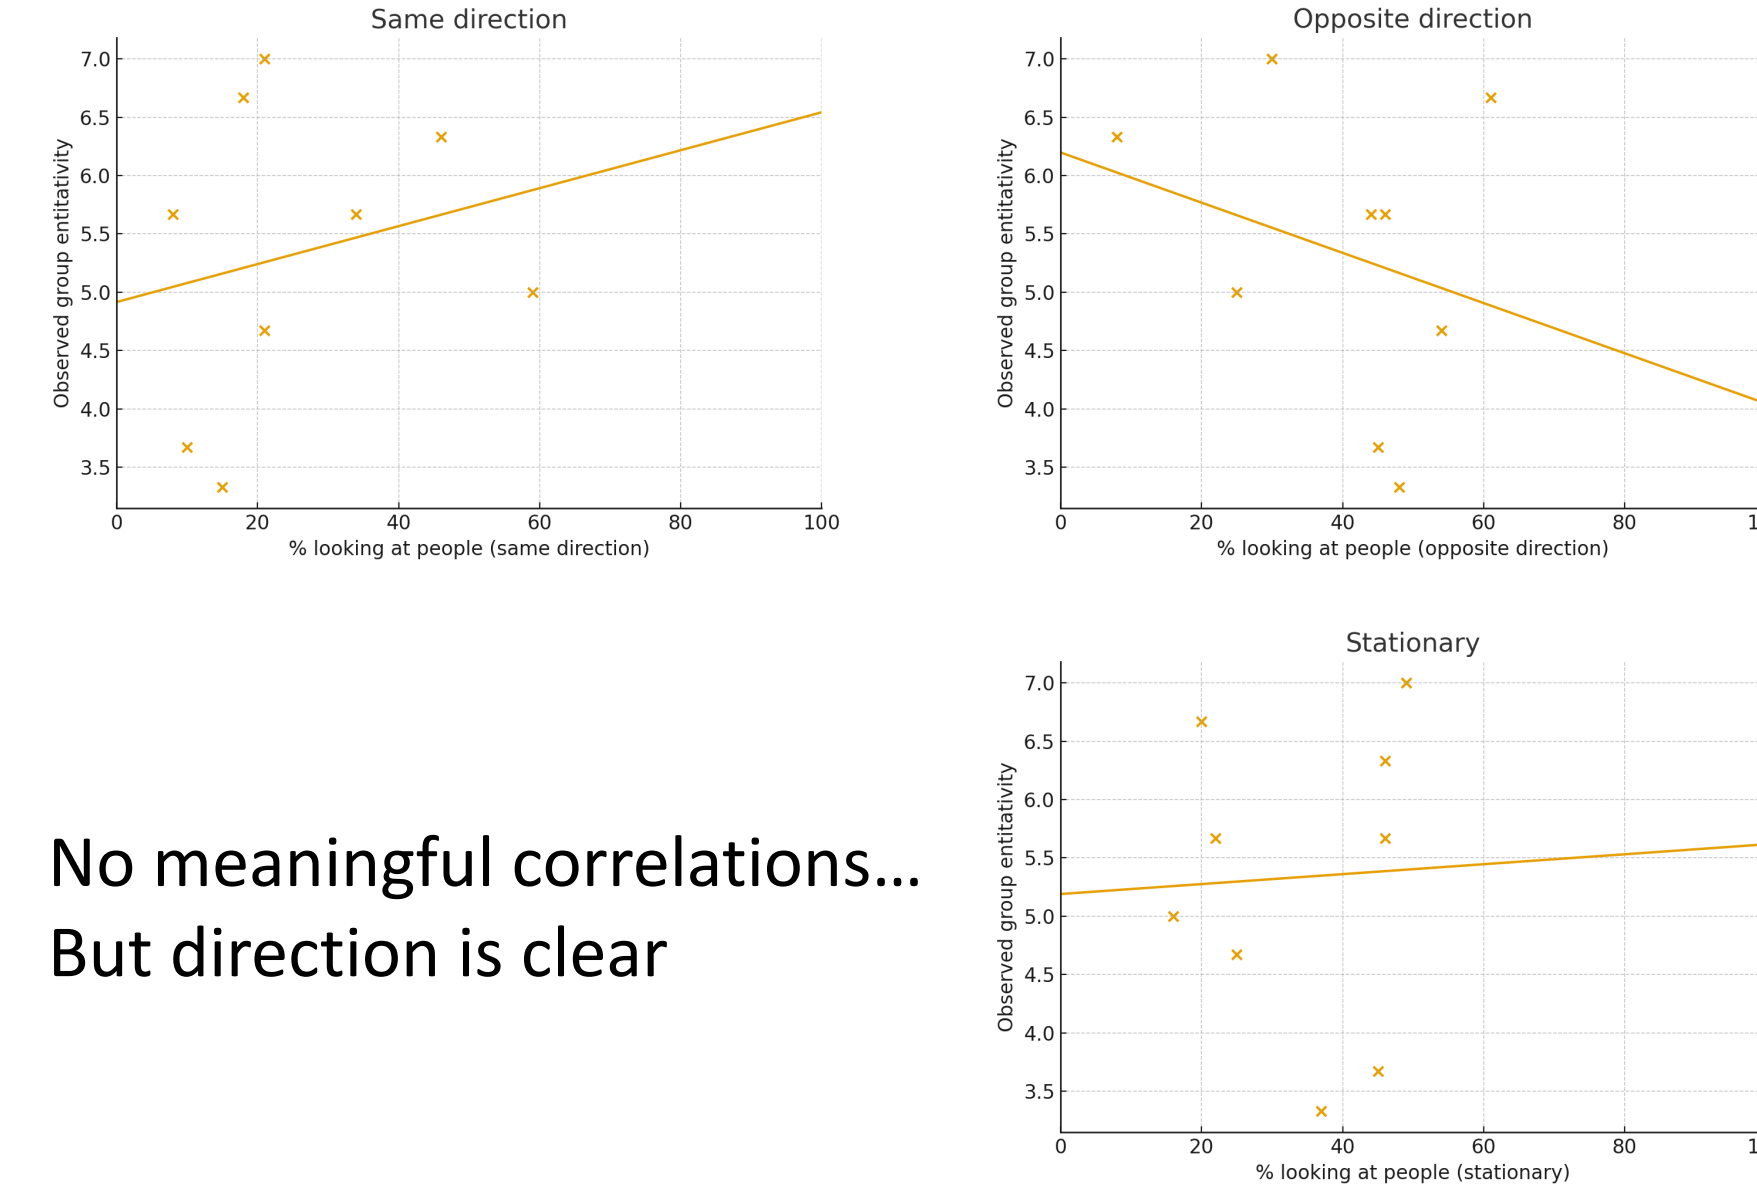 Same direction
7.0
6.5
6.0
5.5
5.0
4.5
4.0
3.5
Observed group entitativity
0 20 40 60 80 100
% looking at people (same direction)
Opposite direction
7.0
6.5
6.0
5.5
5.0
4.5
4.0
3.5
Observed group entitativity
0 20 40 60 80
% looking at people (opposite direction)
No meaningful correlations...
But direction is clear
Stationary
7.0
6.5
6.0
5.5
5.0
4.5
4.0
3.5
Observed group entitativity
0 20 40 60 80
% looking at people (stationary)